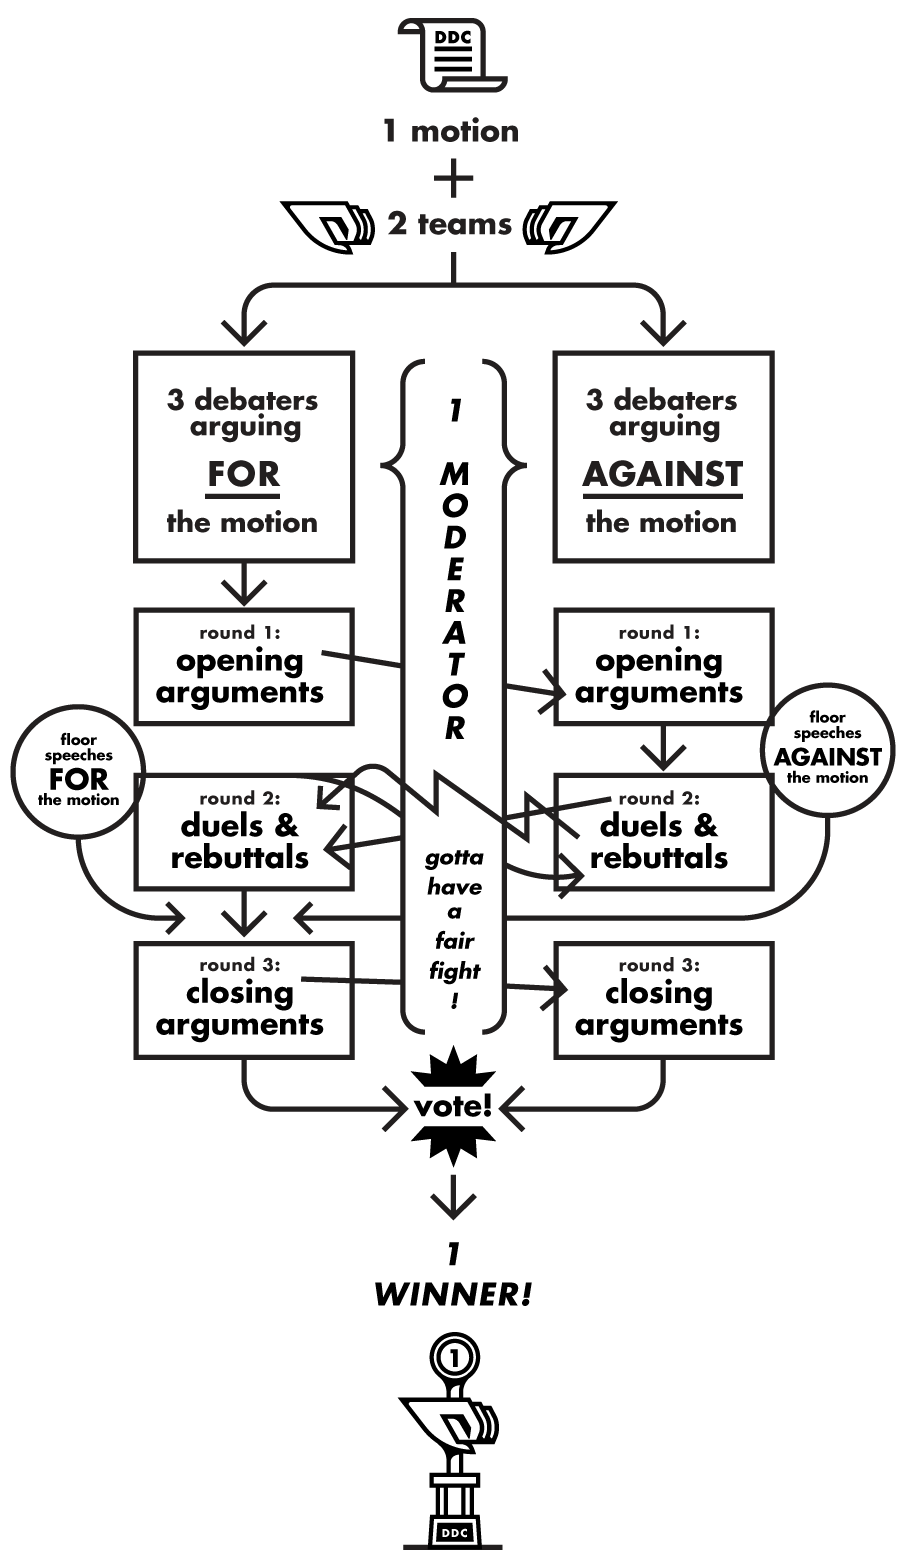 DDC
1 motion
+
2 teams
3 debaters
arguing
FOR
the motion
1
MODERATOR
3 debaters
arguing
AGAINST
the motion
round 1:
opening
arguments
round 1:
opening
arguments
floor
speeches
FOR
the motion
floor
speeches
AGAINST
the motion
round 2:
duels &
rebuttals
round 2:
duels &
rebuttals
gotta
have
a
fair
fight
!
round 3:
closing
arguments
round 3:
closing
arguments
vote!
1
WINNER!
1
DDC